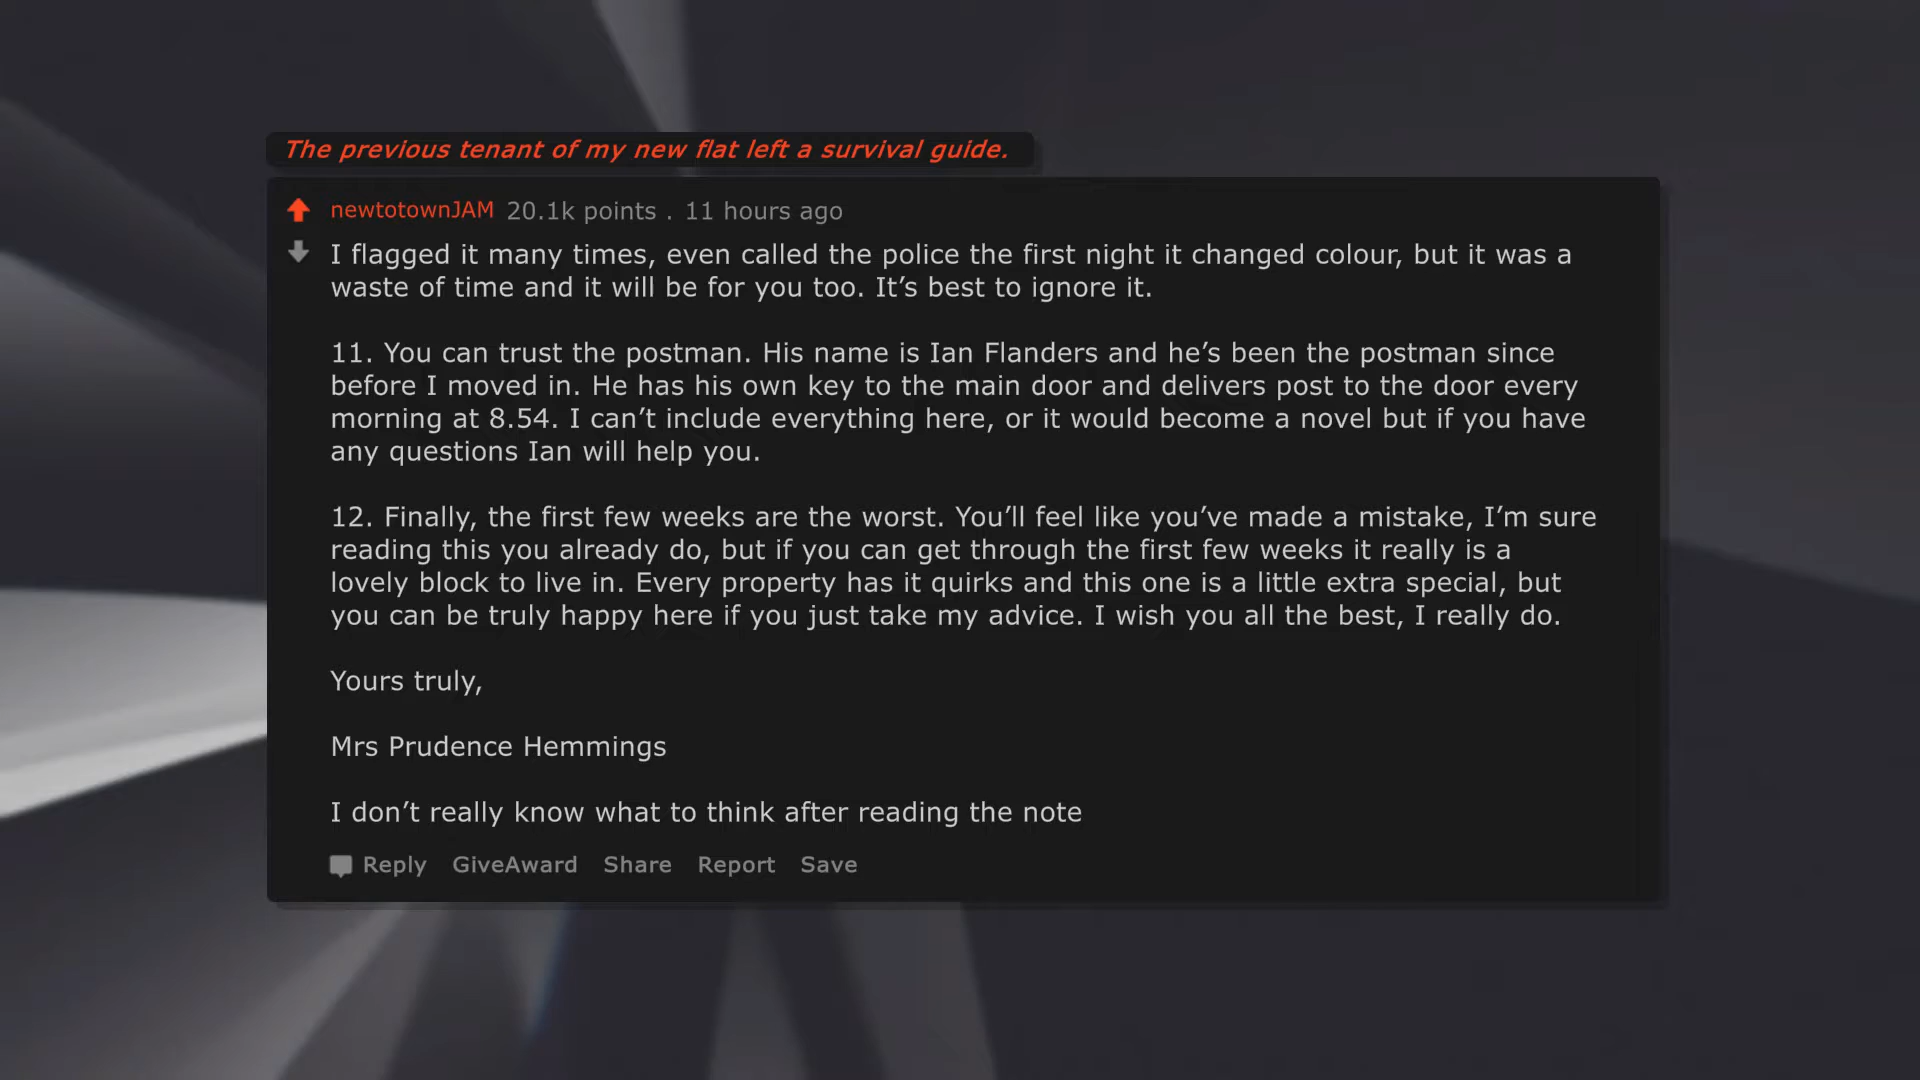 The previous tenant of my new flat left a survival guide.
newtotownJAM 20.1k points . 11 hours ago
I flagged it many times, even called the police the first night it changed colour, but it was a
waste of time and it will be for you too. It’s best to ignore it.
11. You can trust the postman. His name is Ian Flanders and he’s been the postman since
before I moved in. He has his own key to the main door and delivers post to the door every
morning at 8.54. I can’t include everything here, or it would become a novel but if you have
any questions Ian will help you.
12. Finally, the first few weeks are the worst. You’ll feel like you’ve made a mistake, I’m sure
reading this you already do, but if you can get through the first few weeks it really is a
lovely block to live in. Every property has it quirks and this one is a little extra special, but
you can be truly happy here if you just take my advice. I wish you all the best, I really do.
Yours truly,
Mrs Prudence Hemmings
I don’t really know what to think after reading the note
Reply GiveAward Share Report Save